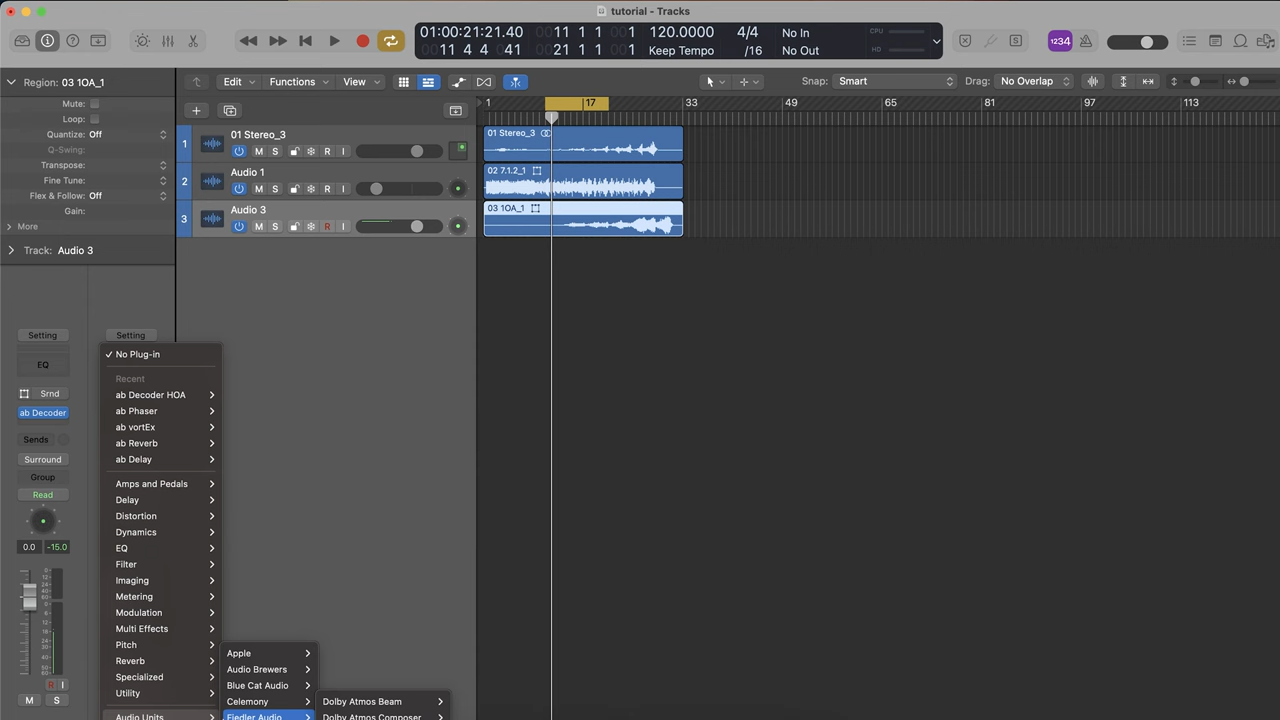 tutorial - Tracks
01:00:21:21.40
11 4 4 041
11 1 1
21 1 1
120.0000
Keep Tempo
4/4
/16
No In
No Out
CPU
HD
1234
Region: 03 1OA_1
Edit
Functions
View
Snap: Smart
Drag: No Overlap
Mute:
Loop:
Quantize: Off
Q-Swing:
Transpose:
Fine Tune:
Flex & Follow: Off
Gain:
More
Track: Audio 3
1 17 33 49 65 81 97 113
1 01 Stereo_3
M S R I
01 Stereo_3
2 Audio 1
M S R I
02 7.1.2_1
3 Audio 3
M S R I
03 1OA_1
Setting
Setting
EQ
Srnd
ab Decoder
Sends
Surround
Group
Read
0.0 -15.0
R I
M S
No Plug-in
Recent
ab Decoder HOA
ab Phaser
ab vortEx
ab Reverb
ab Delay
Amps and Pedals
Delay
Distortion
Dynamics
EQ
Filter
Imaging
Metering
Modulation
Multi Effects
Pitch
Reverb
Specialized
Utility
Audio Units
Apple
Audio Brewers
Blue Cat Audio
Celemony
Fiedler Audio
Dolby Atmos Beam
Dolby Atmos Composer